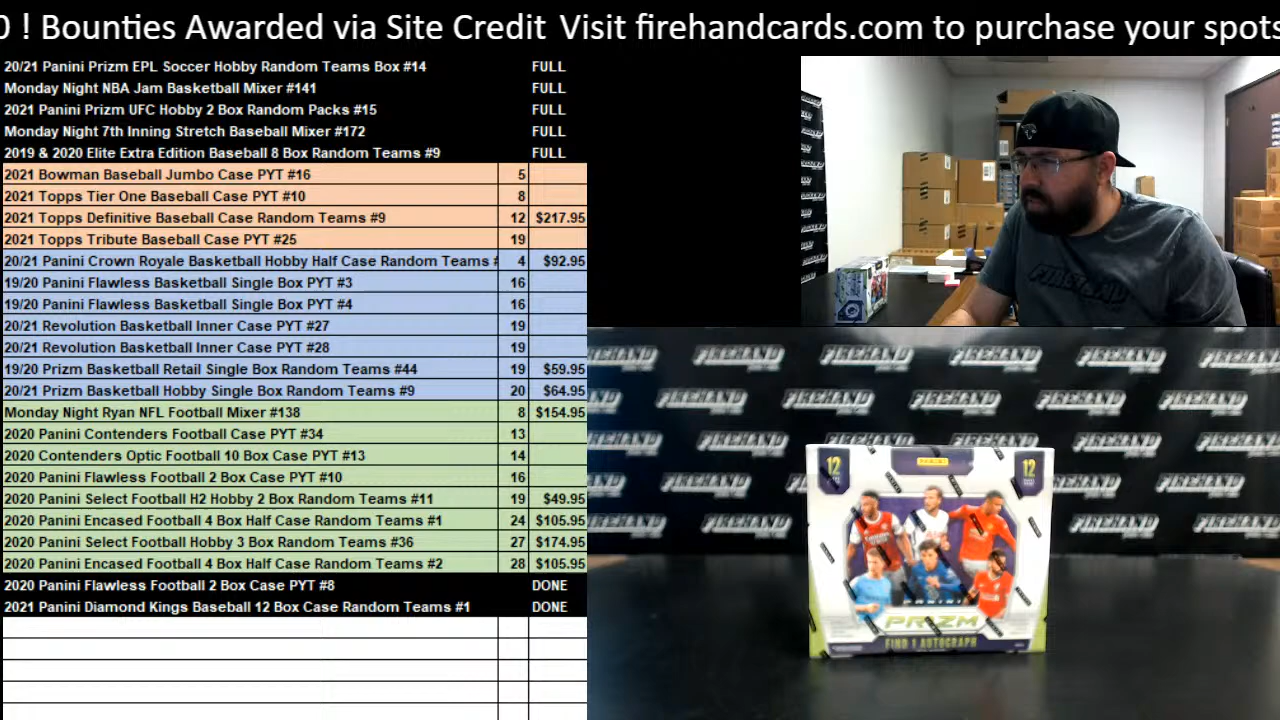 0 ! Bounties Awarded via Site Credit Visit firehandcards.com to purchase your spots
20/21 Panini Prizm EPL Soccer Hobby Random Teams Box #14 FULL
Monday Night NBA Jam Basketball Mixer #141 FULL
2021 Panini Prizm UFC Hobby 2 Box Random Packs #15 FULL
Monday Night 7th Inning Stretch Baseball Mixer #172 FULL
2019 & 2020 Elite Extra Edition Baseball 8 Box Random Teams #9 FULL
2021 Bowman Baseball Jumbo Case PYT #16 5
2021 Topps Tier One Baseball Case PYT #10 8
2021 Topps Definitive Baseball Case Random Teams #9 12 $217.95
2021 Topps Tribute Baseball Case PYT #25 19
20/21 Panini Crown Royale Basketball Hobby Half Case Random Teams # 4 $92.95
19/20 Panini Flawless Basketball Single Box PYT #3 16
19/20 Panini Flawless Basketball Single Box PYT #4 16
20/21 Revolution Basketball Inner Case PYT #27 19
20/21 Revolution Basketball Inner Case PYT #28 19
19/20 Prizm Basketball Retail Single Box Random Teams #44 19 $59.95
20/21 Prizm Basketball Hobby Single Box Random Teams #9 20 $64.95
Monday Night Ryan NFL Football Mixer #138 8 $154.95
2020 Panini Contenders Football Case PYT #34 13
2020 Contenders Optic Football 10 Box Case PYT #13 14
2020 Panini Flawless Football 2 Box Case PYT #10 16
2020 Panini Select Football H2 Hobby 2 Box Random Teams #11 19 $49.95
2020 Panini Encased Football 4 Box Half Case Random Teams #1 24 $105.95
2020 Panini Select Football Hobby 3 Box Random Teams #36 27 $174.95
2020 Panini Encased Football 4 Box Half Case Random Teams #2 28 $105.95
2020 Panini Flawless Football 2 Box Case PYT #8 DONE
2021 Panini Diamond Kings Baseball 12 Box Case Random Teams #1 DONE
FIREHAND
FIREHAND FIREHAND FIREHAND FIREHAND FIREHAND
FIREHAND FIREHAND FIREHAND FIREHAND FIREHAND
12 PANINI 12
PRIZM
FIND 1 AUTOGRAPH